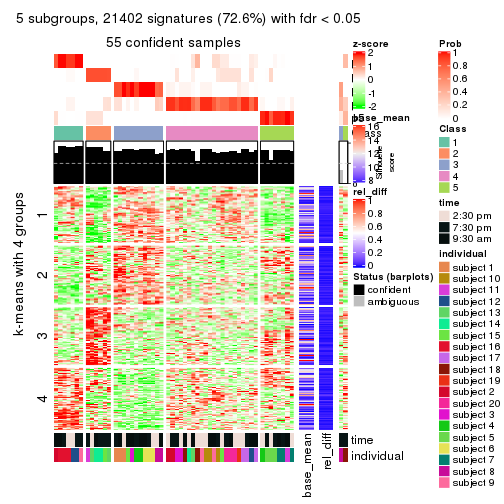 5 subgroups, 21402 signatures (72.6%) with fdr < 0.05
55 confident samples
k-means with 4 groups
1
2
3
4
base_mean
rel_diff
time
individual
Silhouette
score
z-score
2
1
0
-1
-2
base_mean
16
14
10
8
rel_diff
1
0.8
0.6
0.4
0.2
0
Status (barplots)
confident
ambiguous
Prob
1
0.8
0.6
0.4
0.2
0
Class
1
2
3
4
5
time
2:30 pm
7:30 pm
9:30 am
Individual
subject 1
subject 10
subject 11
subject 12
subject 13
subject 14
subject 15
subject 16
subject 17
subject 18
subject 19
subject 2
subject 20
subject 3
subject 4
subject 5
subject 6
subject 7
subject 8
subject 9